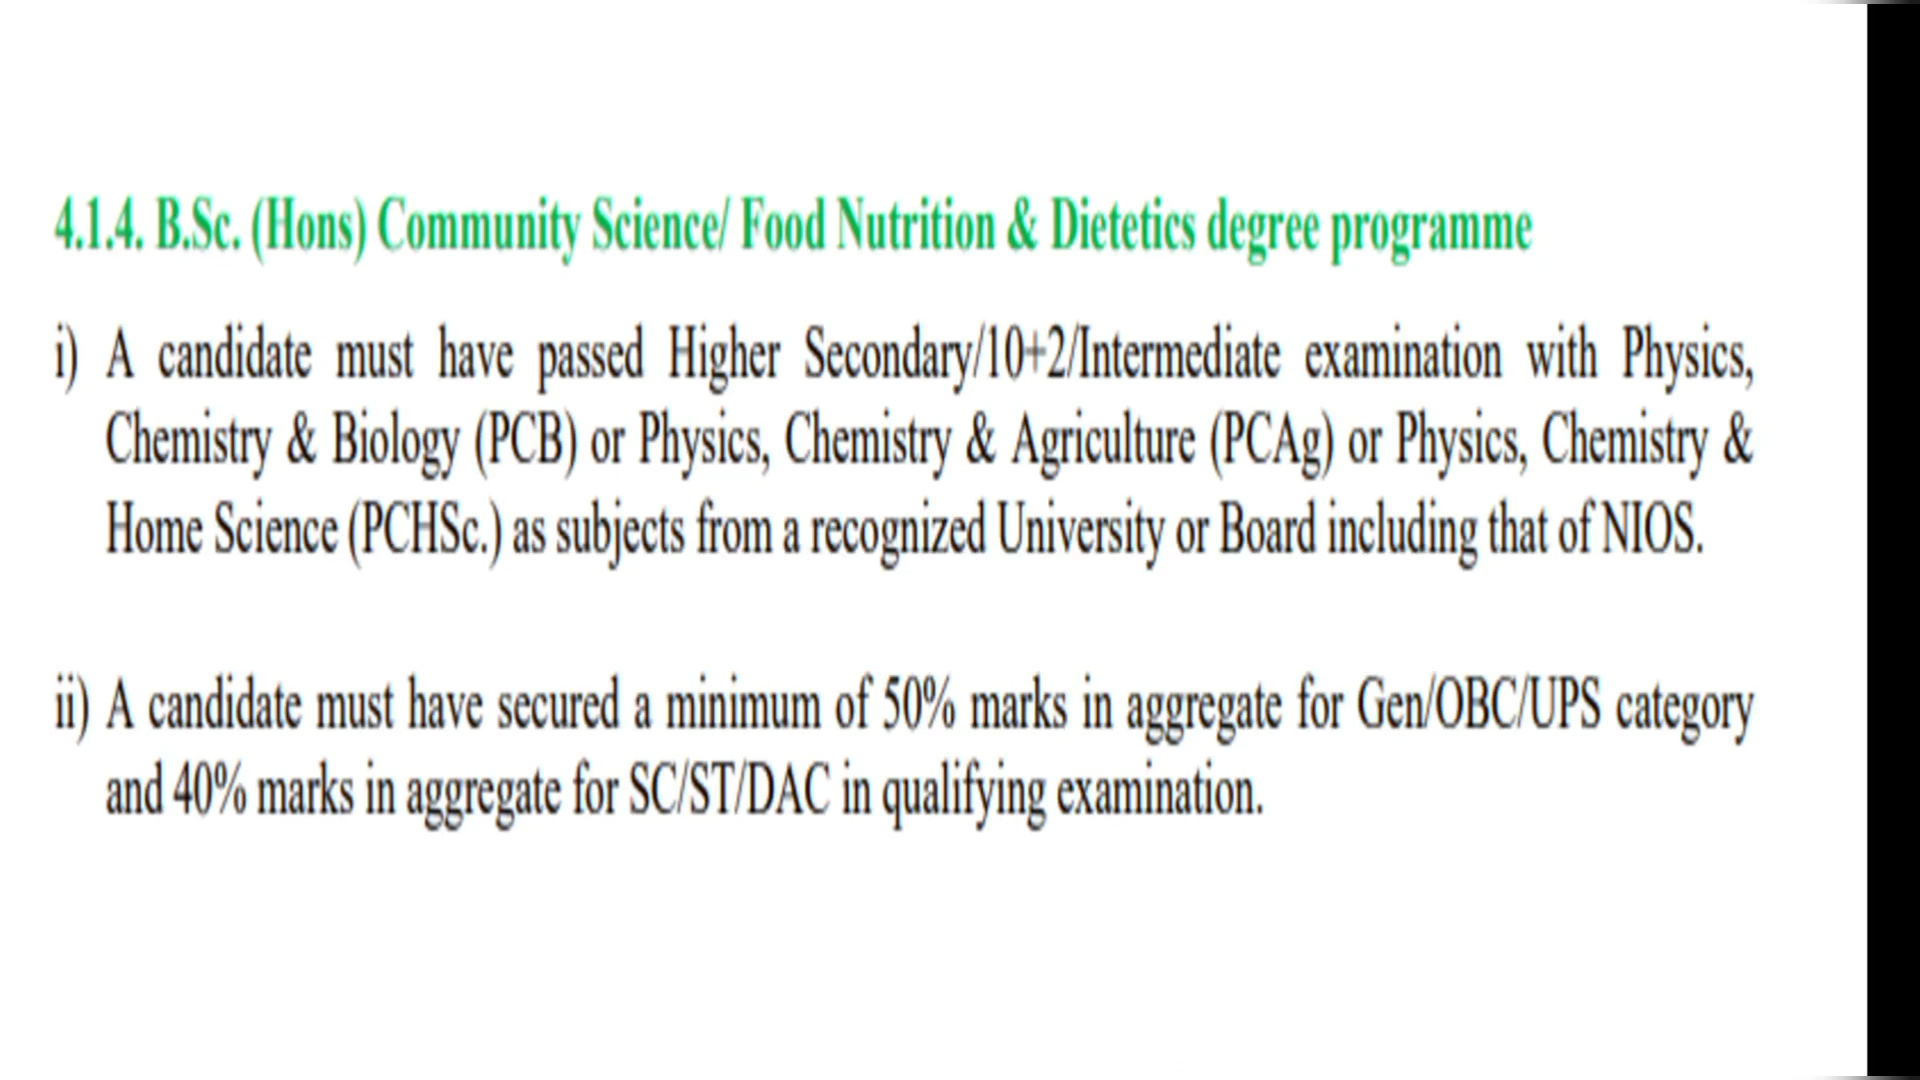 4.1.4. B.Sc. (Hons) Community Science/ Food Nutrition & Dietetics degree programme
i) A candidate must have passed Higher Secondary/10+2/Intermediate examination with Physics,
Chemistry & Biology (PCB) or Physics, Chemistry & Agriculture (PCAg) or Physics, Chemistry &
Home Science (PCHSc.) as subjects from a recognized University or Board including that of NIOS.
ii) A candidate must have secured a minimum of 50% marks in aggregate for Gen/OBC/UPS category
and 40% marks in aggregate for SC/ST/DAC in qualifying examination.